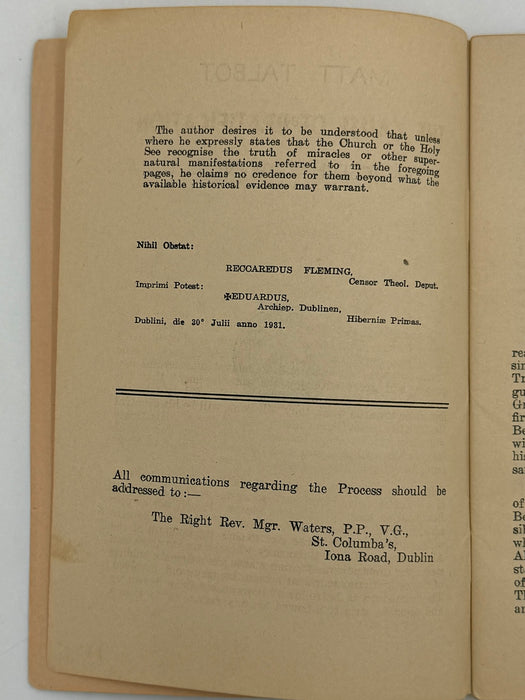 MATT TALBOT
The author desires it to be understood that unless
where he expressly states that the Church or the Holy
See recognise the truth of miracles or other super-
natural manifestations referred to in the foregoing
pages, he claims no credence for them beyond what the
available historical evidence may warrant.
Nihil Obstat:
RECCAREDUS FLEMING,
Censor Theol. Deput.
Imprimi Potest:
✠EDUARDUS,
Archiep. Dublinen,
Hiberniæ Primas.
Dublini, die 30° Julii anno 1931.
All communications regarding the Process should be
addressed to:—
The Right Rev. Mgr. Waters, P.P., V.G.,
St. Columba's,
Iona Road, Dublin